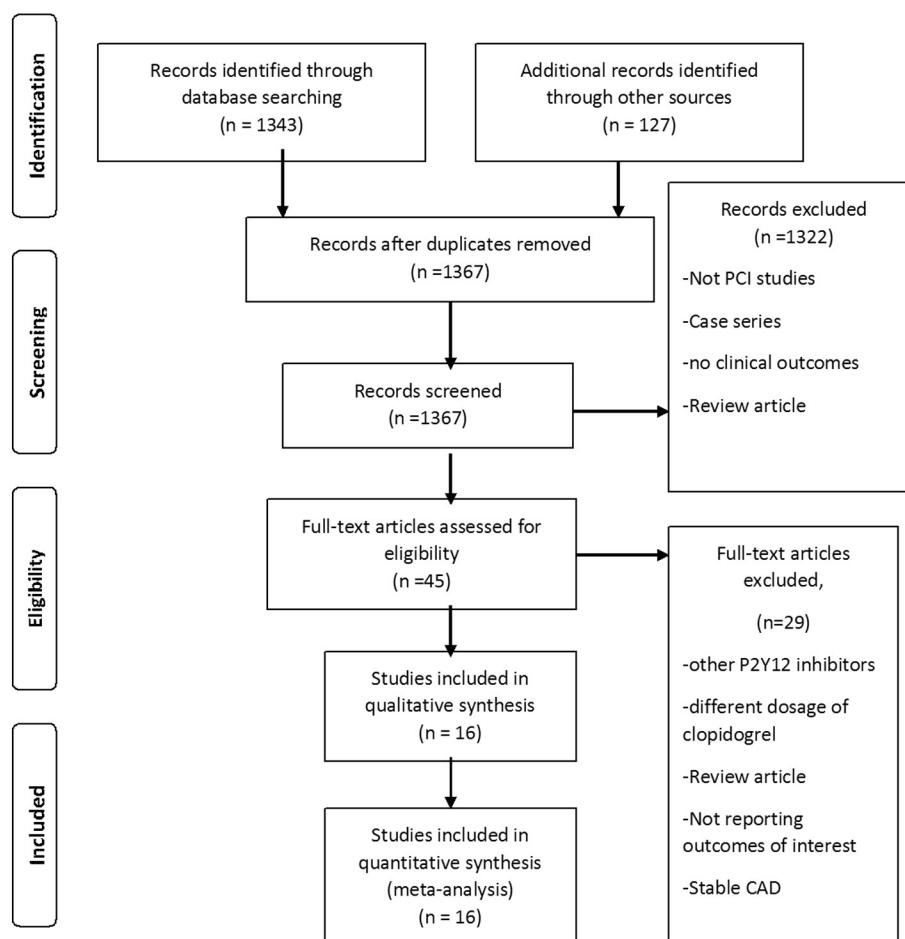 Identification
Records identified through
database searching
(n = 1343)
Additional records identified
through other sources
(n = 127)
Records after duplicates removed
(n =1367)
Records excluded
(n =1322)
-Not PCI studies
-Case series
-no clinical outcomes
-Review article
Screening
Records screened
(n =1367)
Eligibility
Full-text articles assessed for
eligibility
(n =45)
Full-text articles
excluded,
(n=29)
-other P2Y12 inhibitors
-different dosage of
clopidogrel
-Review article
-Not reporting
outcomes of interest
-Stable CAD
Studies included in
qualitative synthesis
(n = 16)
Included
Studies included in
quantitative synthesis
(meta-analysis)
(n = 16)